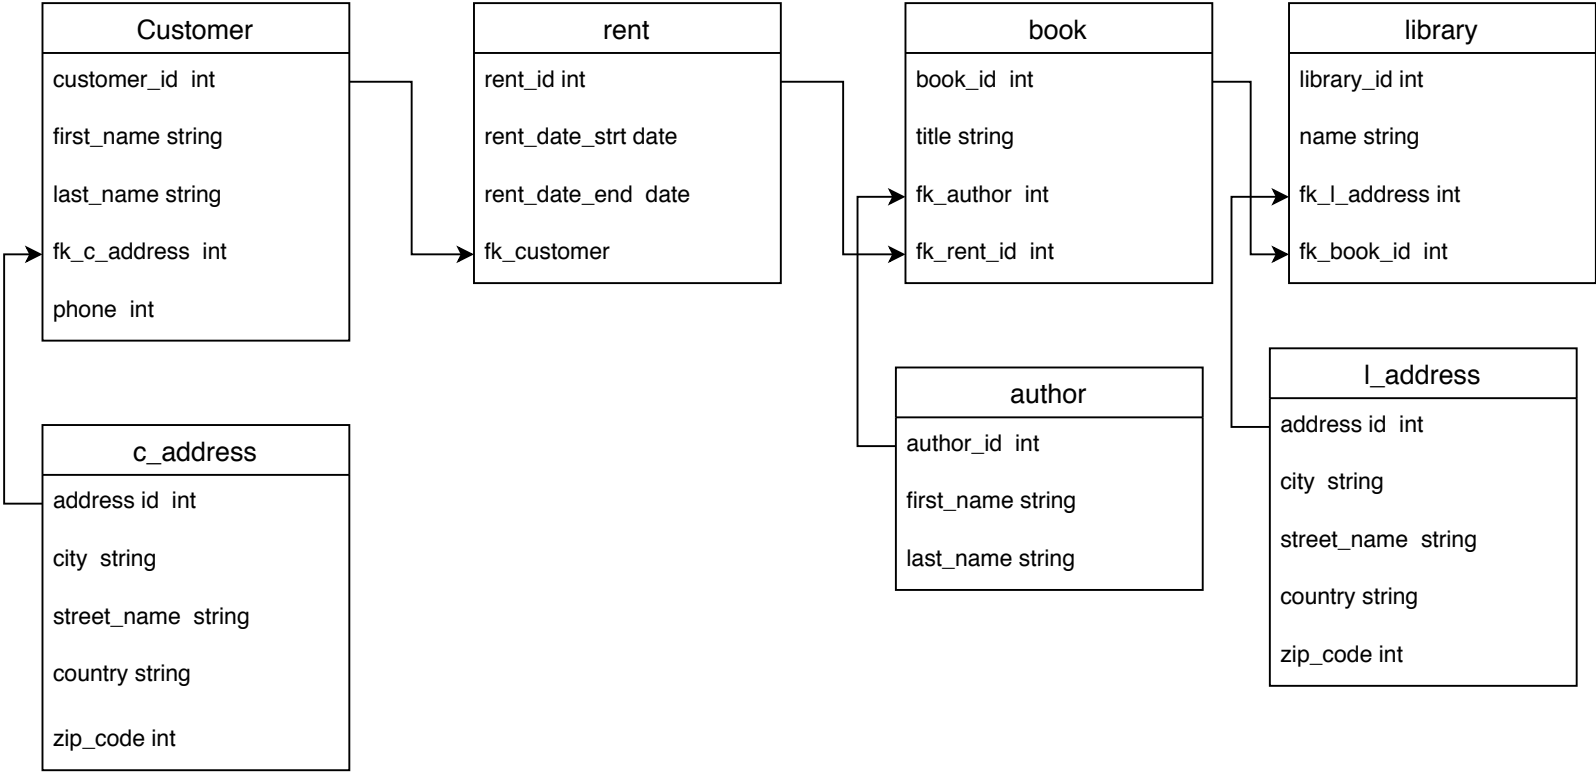 Customer
customer_id  int
first_name string
last_name string
fk_c_address  int
phone  int
rent
rent_id int
rent_date_strt date
rent_date_end  date
fk_customer
book
book_id  int
title string
fk_author  int
fk_rent_id  int
library
library_id int
name string
fk_l_address int
fk_book_id  int
c_address
address id  int
city  string
street_name  string
country string
zip_code int
author
author_id  int
first_name string
last_name string
l_address
address id  int
city  string
street_name  string
country string
zip_code int